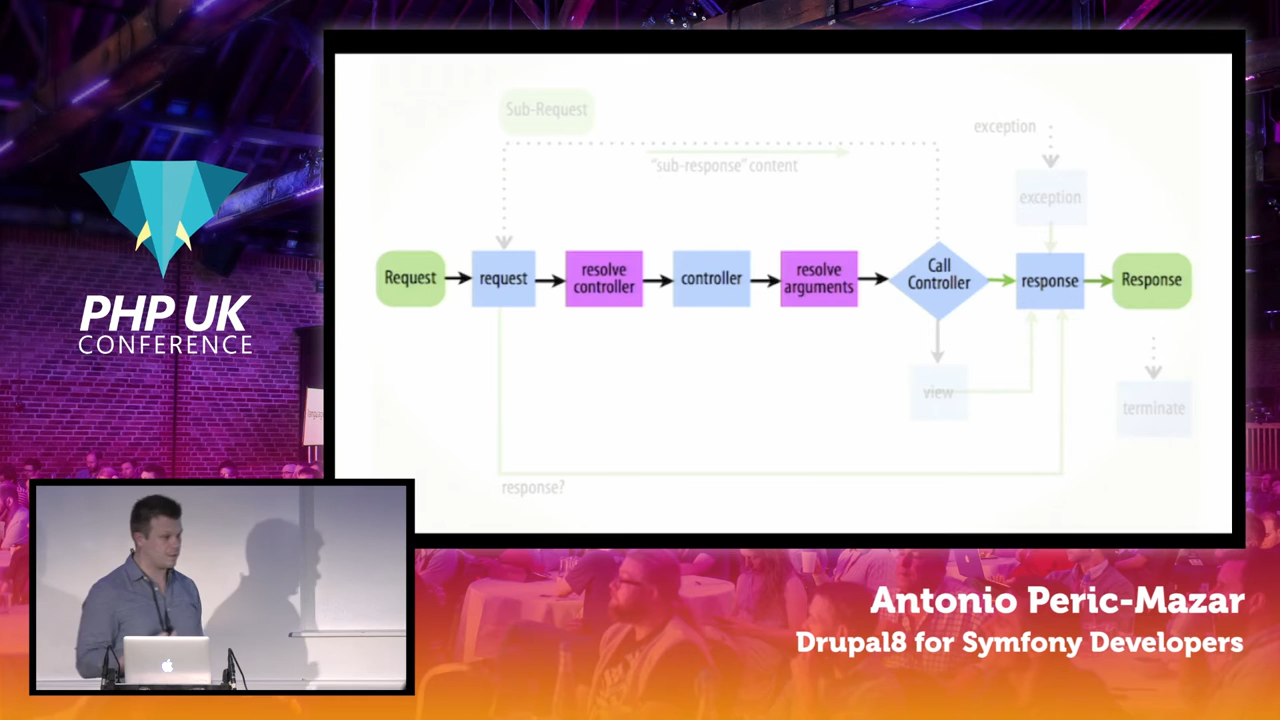 PHP UK
CONFERENCE
Sub-Request
"sub-response" content
exception
exception
Request
request
resolve
controller
controller
resolve
arguments
Call
Controller
response
Response
view
terminate
response?
Antonio Peric-Mazar
Drupal8 for Symfony Developers